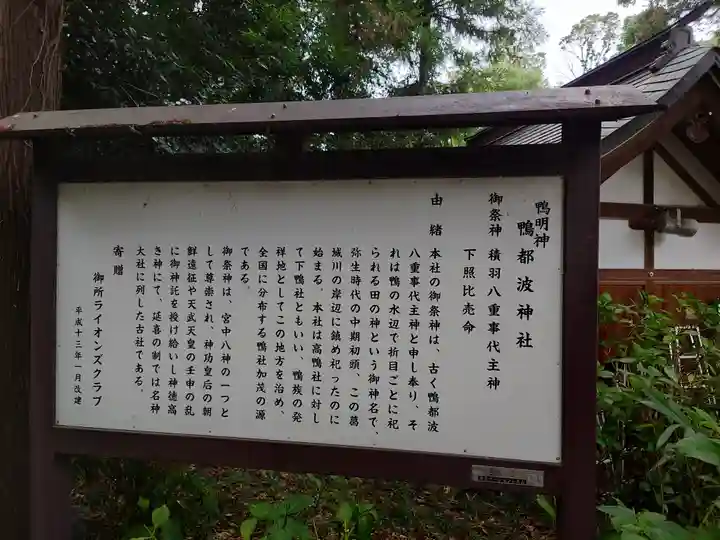 鴨明神
鴨都波神社
御祭神 積羽八重事代主神
下照比売命
由緒 本社の御祭神は、古く鴨都波
八重事代主神と申し奉り、そ
れは鴨の水辺で折目ごとに祀
られる田の神という御神名で、
弥生時代の中期初頭、この葛
城川の岸辺に鎮め祀ったのに
始まる。本社は高鴨社に対し
て下鴨社ともいい、鴨族の発
祥地としてこの地方を治め、
全国に分布する鴨社加茂の源
である。
御祭神は、宮中八神の一つと
して尊崇され、神功皇后の朝
鮮遠征や天武天皇の壬申の乱
に御神託を授け給いし神徳高
き神にて、延喜の制では名神
大社に列した古社である。
寄贈
御所ライオンズクラブ
平成十三年一月改建